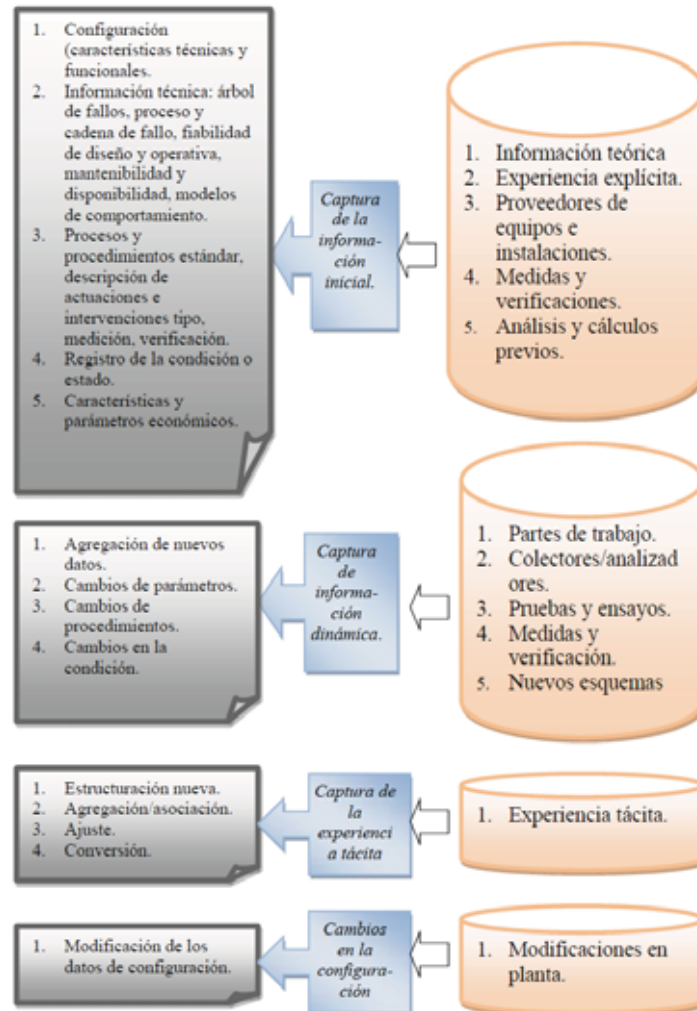 1. Configuración
(características técnicas y
funcionales.
2. Información técnica: árbol
de fallos, proceso y
cadena de fallo, fiabilidad
de diseño y operativa,
mantenibilidad y
disponibilidad, modelos
de comportamiento.
3. Procesos y
procedimientos estándar,
descripción de
actuaciones e
intervenciones tipo,
medición, verificación.
4. Registro de la condición o
estado.
5. Características y
parámetros económicos.
Captura
de la
informa-
ción
inicial.
1. Información teórica
2. Experiencia explícita.
3. Proveedores de
equipos e
instalaciones.
4. Medidas y
verificaciones.
5. Análisis y cálculos
previos.
1. Agregación de nuevos
datos.
2. Cambios de parámetros.
3. Cambios de
procedimientos.
4. Cambios en la
condición.
Captura
de
informa-
ción
dinámica.
1. Partes de trabajo.
2. Colectores/analizad
ores.
3. Pruebas y ensayos.
4. Medidas y
verificación.
5. Nuevos esquemas
1. Estructuración nueva.
2. Agregación/asociación.
3. Ajuste.
4. Conversión.
Captura de
la
experienci
a tácita
1. Experiencia tácita.
1. Modificación de los
datos de configuración.
Cambios
en la
configura-
ción
1. Modificaciones en
planta.